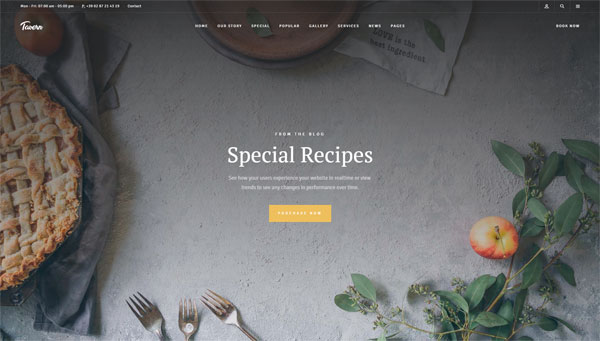 Mon - Fri: 07:00 am - 05:00 pm P. +39 02 87 21 43 19 Contact
Tavern
HOME OUR STORY SPECIAL POPULAR GALLERY SERVICES NEWS PAGES
BOOK NOW
LOVE is the
best ingredient
FROM THE BLOG
Special Recipes
See how your users experience your website in realtime or view
trends to see any changes in performance over time.
PURCHASE NOW